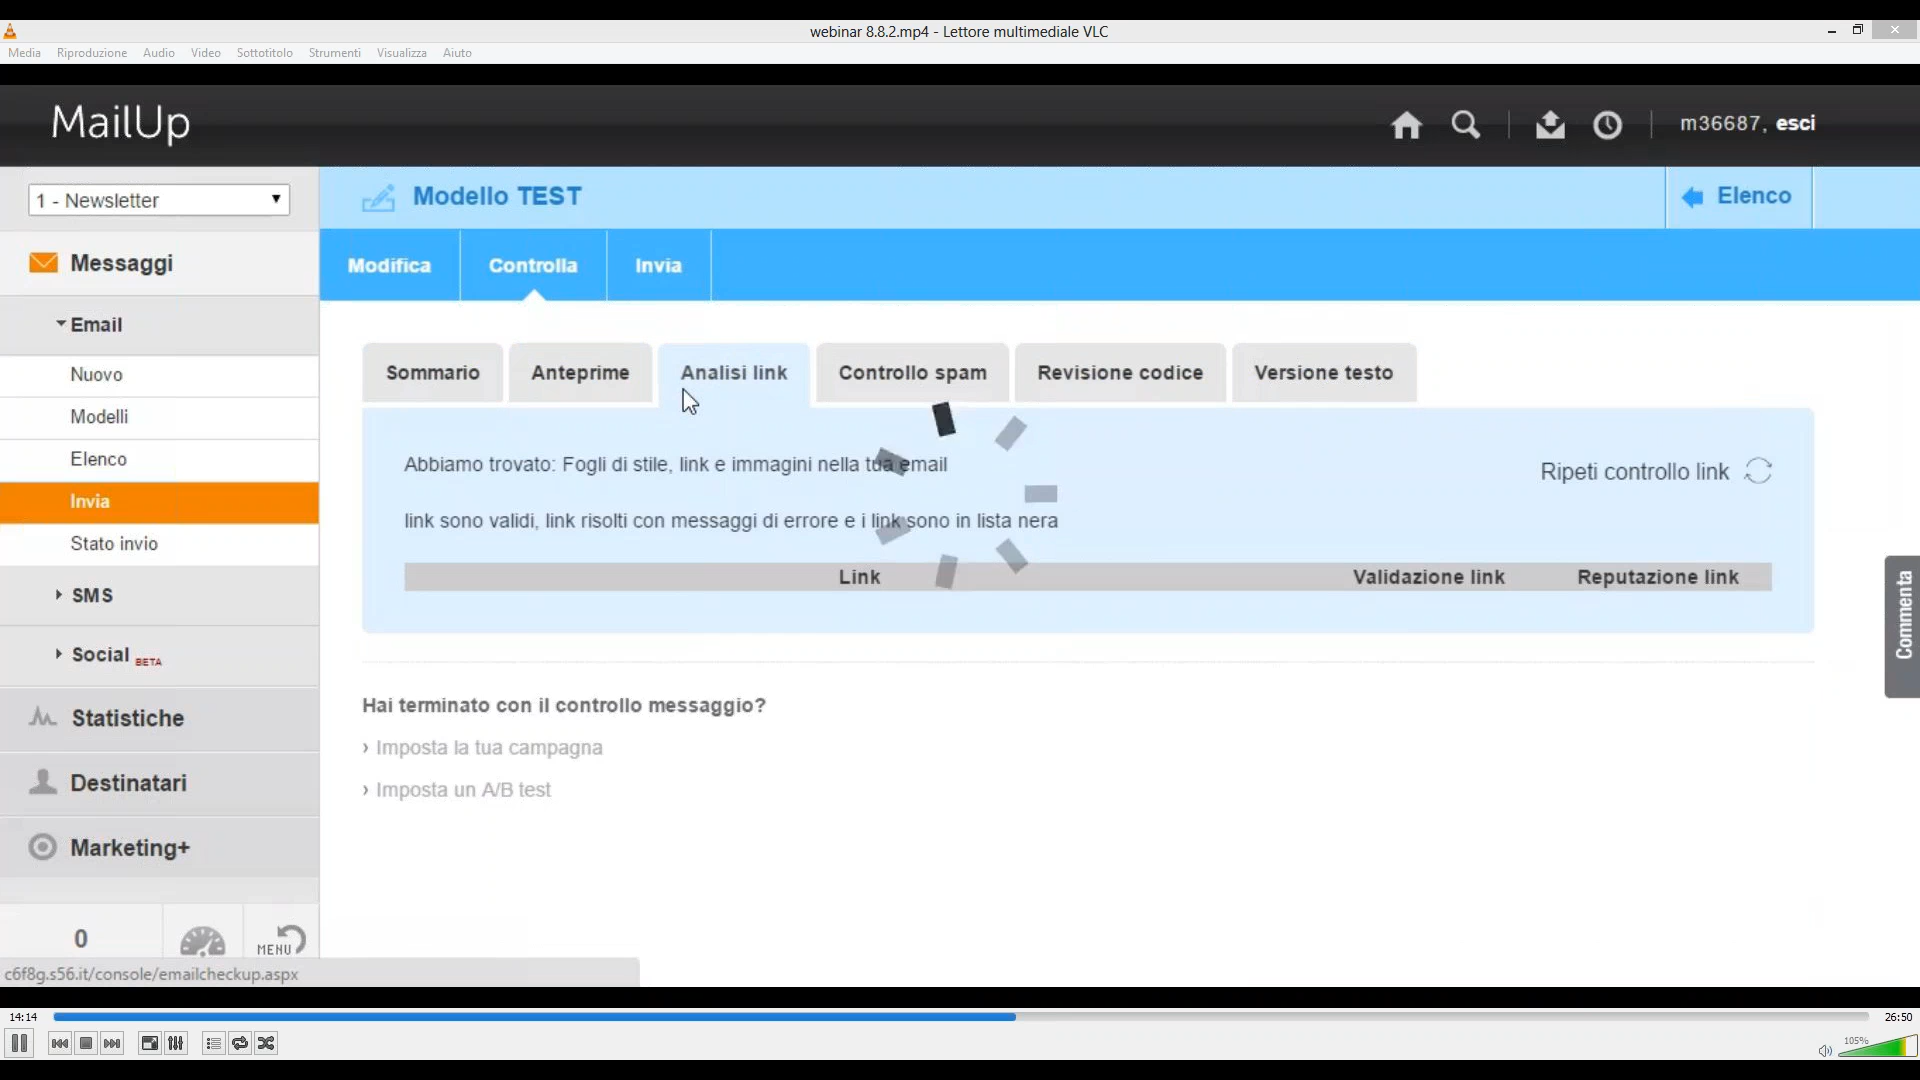 webinar 8.8.2.mp4 - Lettore multimediale VLC
Media Riproduzione Audio Video Sottotitolo Strumenti Visualizza Aiuto
MailUp
m36687, esci
1 - Newsletter
Modello TEST
Elenco
Messaggi
Modifica Controlla Invia
Email
Nuovo
Modelli
Elenco
Invia
Stato invio
SMS
Social BETA
Statistiche
Destinatari
Marketing+
0
MENU
Sommario Anteprime Analisi link Controllo spam Revisione codice Versione testo
Abbiamo trovato: Fogli di stile, link e immagini nella tua email
Ripeti controllo link
link sono validi, link risolti con messaggi di errore e i link sono in lista nera
Link Validazione link Reputazione link
Hai terminato con il controllo messaggio?
› Imposta la tua campagna
› Imposta un A/B test
Commenta
c6f8g.s56.it/console/emailcheckup.aspx
14:14
26:50
105%